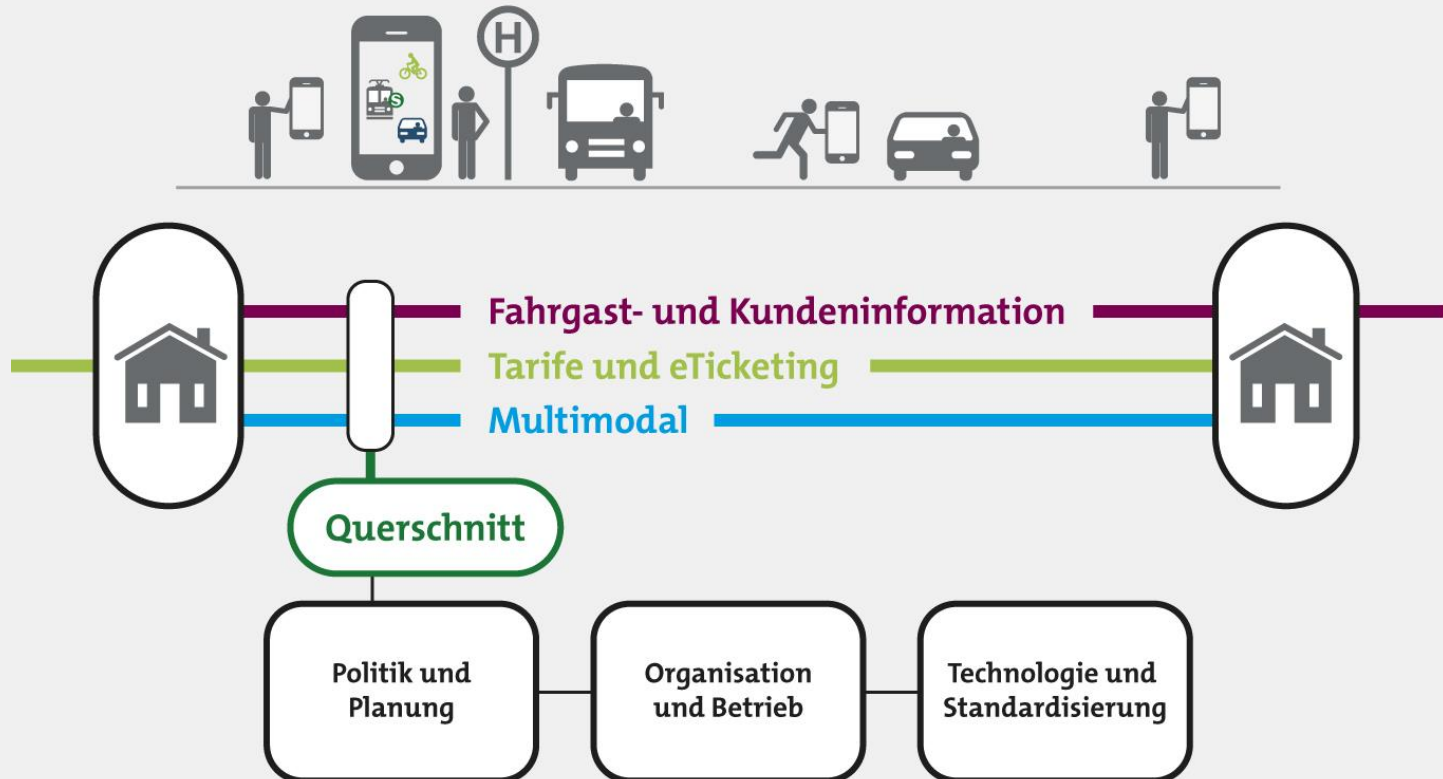 H
S
Fahrgast- und Kundeninformation
Tarife und eTicketing
Multimodal
Querschnitt
Politik und
Planung
Organisation
und Betrieb
Technologie und
Standardisierung